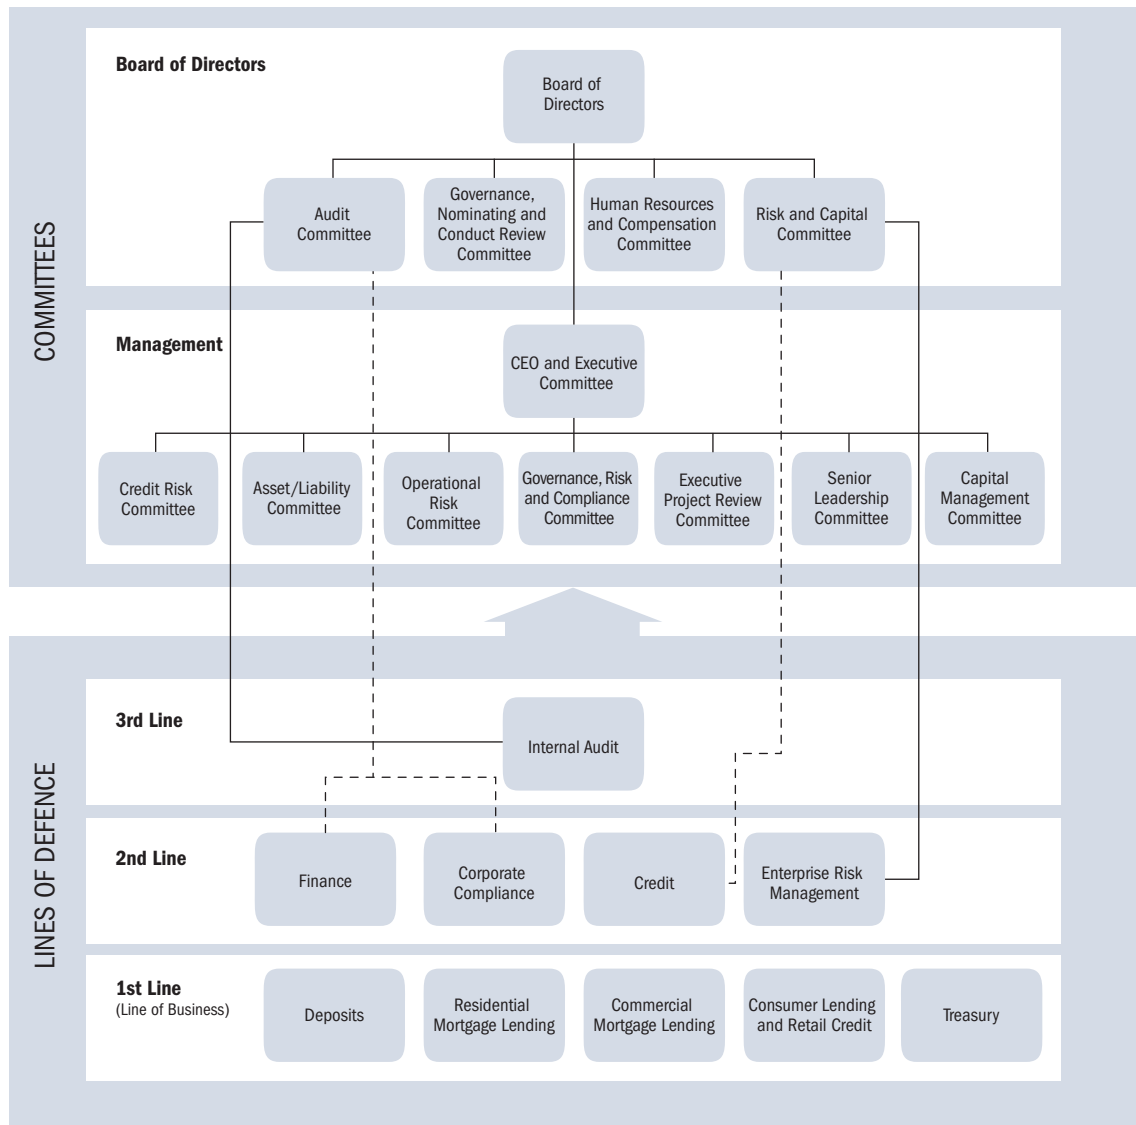 COMMITTEES
Board of Directors
Board of
Directors
Audit
Committee
Governance,
Nominating and
Conduct Review
Committee
Human Resources
and Compensation
Committee
Risk and Capital
Committee
Management
CEO and Executive
Committee
Credit Risk
Committee
Asset/Liability
Committee
Operational
Risk
Committee
Governance, Risk
and Compliance
Committee
Executive
Project Review
Committee
Senior
Leadership
Committee
Capital
Management
Committee
LINES OF DEFENCE
3rd Line
Internal Audit
2nd Line
Finance
Corporate
Compliance
Credit
Enterprise Risk
Management
1st Line
(Line of Business)
Deposits
Residential
Mortgage Lending
Commercial
Mortgage Lending
Consumer Lending
and Retail Credit
Treasury